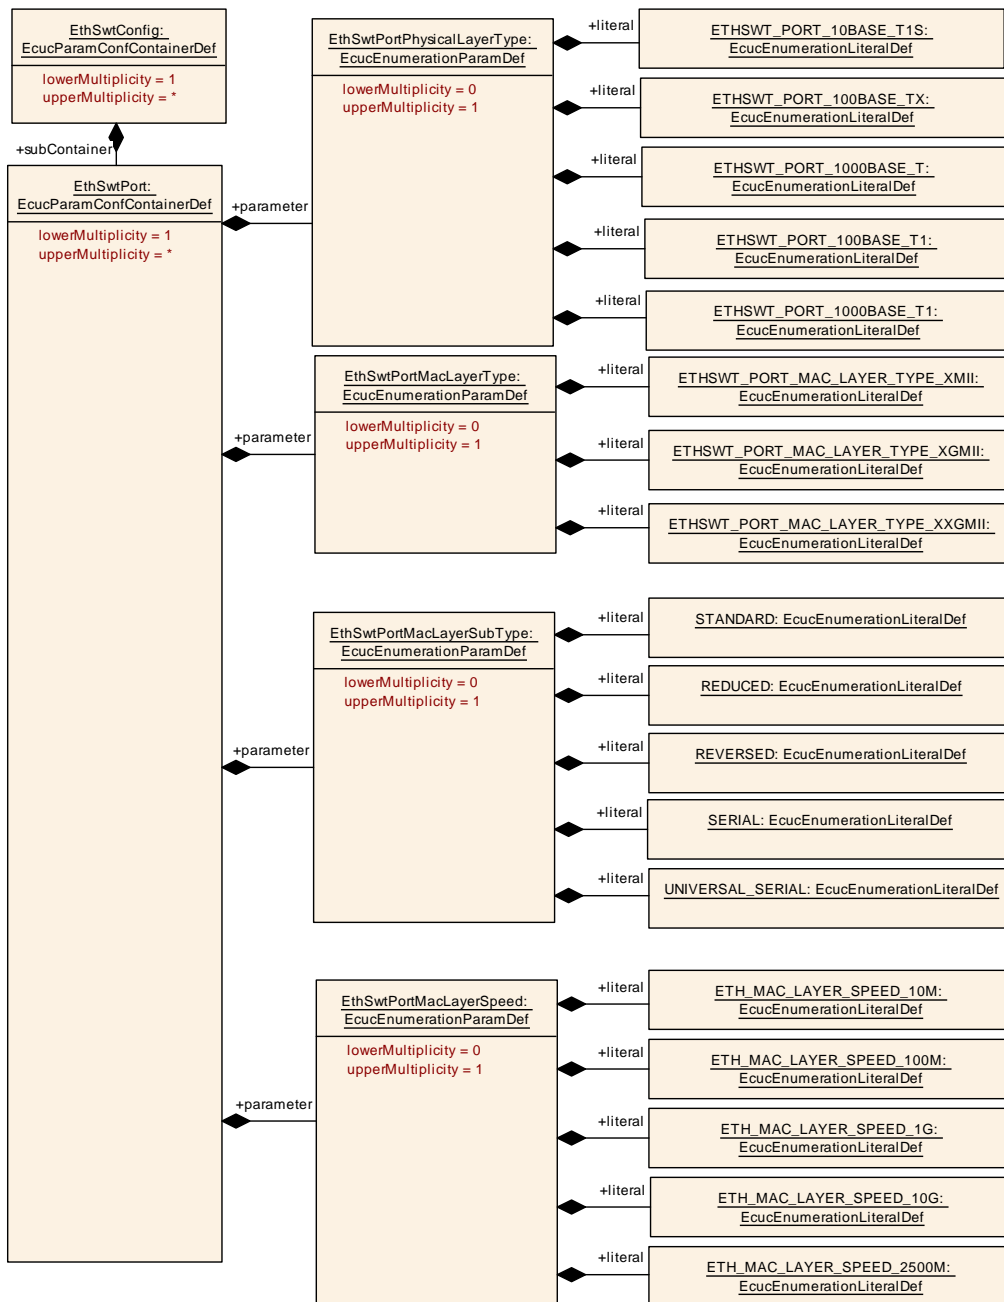 EthSwtConfig:
EcucParamConfContainerDef
lowerMultiplicity = 1
upperMultiplicity = *
+subContainer
EthSwtPort:
EcucParamConfContainerDef
lowerMultiplicity = 1
upperMultiplicity = *
+parameter
EthSwtPortPhysicalLayerType:
EcucEnumerationParamDef
lowerMultiplicity = 0
upperMultiplicity = 1
+literal
ETHSWT_PORT_10BASE_T1S:
EcucEnumerationLiteralDef
+literal
ETHSWT_PORT_100BASE_TX:
EcucEnumerationLiteralDef
+literal
ETHSWT_PORT_1000BASE_T:
EcucEnumerationLiteralDef
+literal
ETHSWT_PORT_100BASE_T1:
EcucEnumerationLiteralDef
+literal
ETHSWT_PORT_1000BASE_T1:
EcucEnumerationLiteralDef
+parameter
EthSwtPortMacLayerType:
EcucEnumerationParamDef
lowerMultiplicity = 0
upperMultiplicity = 1
+literal
ETHSWT_PORT_MAC_LAYER_TYPE_XMII:
EcucEnumerationLiteralDef
+literal
ETHSWT_PORT_MAC_LAYER_TYPE_XGMII:
EcucEnumerationLiteralDef
+literal
ETHSWT_PORT_MAC_LAYER_TYPE_XXGMII:
EcucEnumerationLiteralDef
+parameter
EthSwtPortMacLayerSubType:
EcucEnumerationParamDef
lowerMultiplicity = 0
upperMultiplicity = 1
+literal
STANDARD: EcucEnumerationLiteralDef
+literal
REDUCED: EcucEnumerationLiteralDef
+literal
REVERSED: EcucEnumerationLiteralDef
+literal
SERIAL: EcucEnumerationLiteralDef
+literal
UNIVERSAL_SERIAL: EcucEnumerationLiteralDef
+parameter
EthSwtPortMacLayerSpeed:
EcucEnumerationParamDef
lowerMultiplicity = 0
upperMultiplicity = 1
+literal
ETH_MAC_LAYER_SPEED_10M:
EcucEnumerationLiteralDef
+literal
ETH_MAC_LAYER_SPEED_100M:
EcucEnumerationLiteralDef
+literal
ETH_MAC_LAYER_SPEED_1G:
EcucEnumerationLiteralDef
+literal
ETH_MAC_LAYER_SPEED_10G:
EcucEnumerationLiteralDef
+literal
ETH_MAC_LAYER_SPEED_2500M:
EcucEnumerationLiteralDef